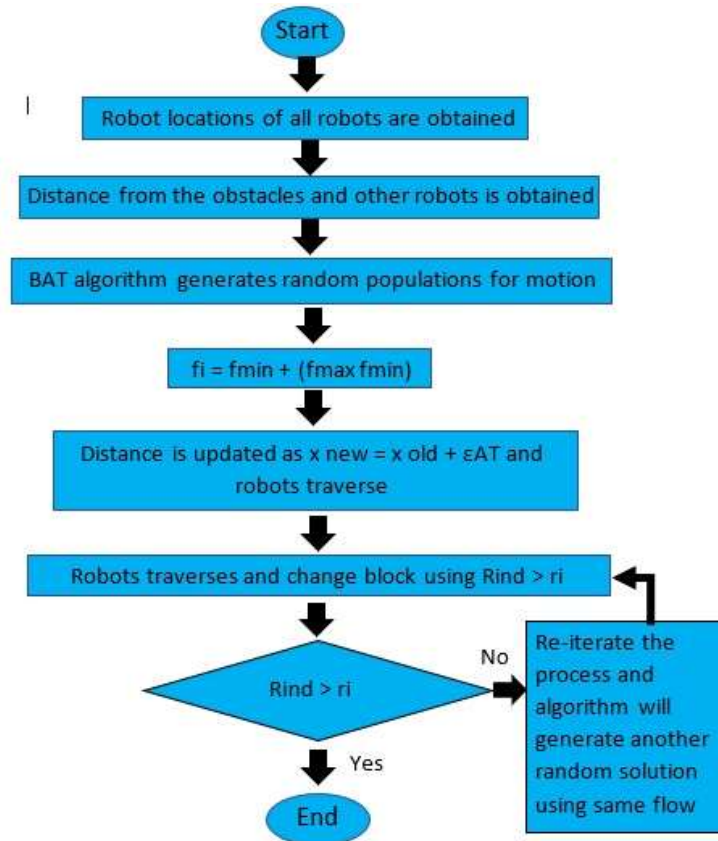 Start
Robot locations of all robots are obtained
Distance from the obstacles and other robots is obtained
BAT algorithm generates random populations for motion
fi = fmin + (fmax fmin)
Distance is updated as x new = x old + εAT and
robots traverse
Robots traverses and change block using Rind > ri
Rind > ri
No
Re-iterate the
process and
algorithm will
generate another
random solution
using same flow
Yes
End